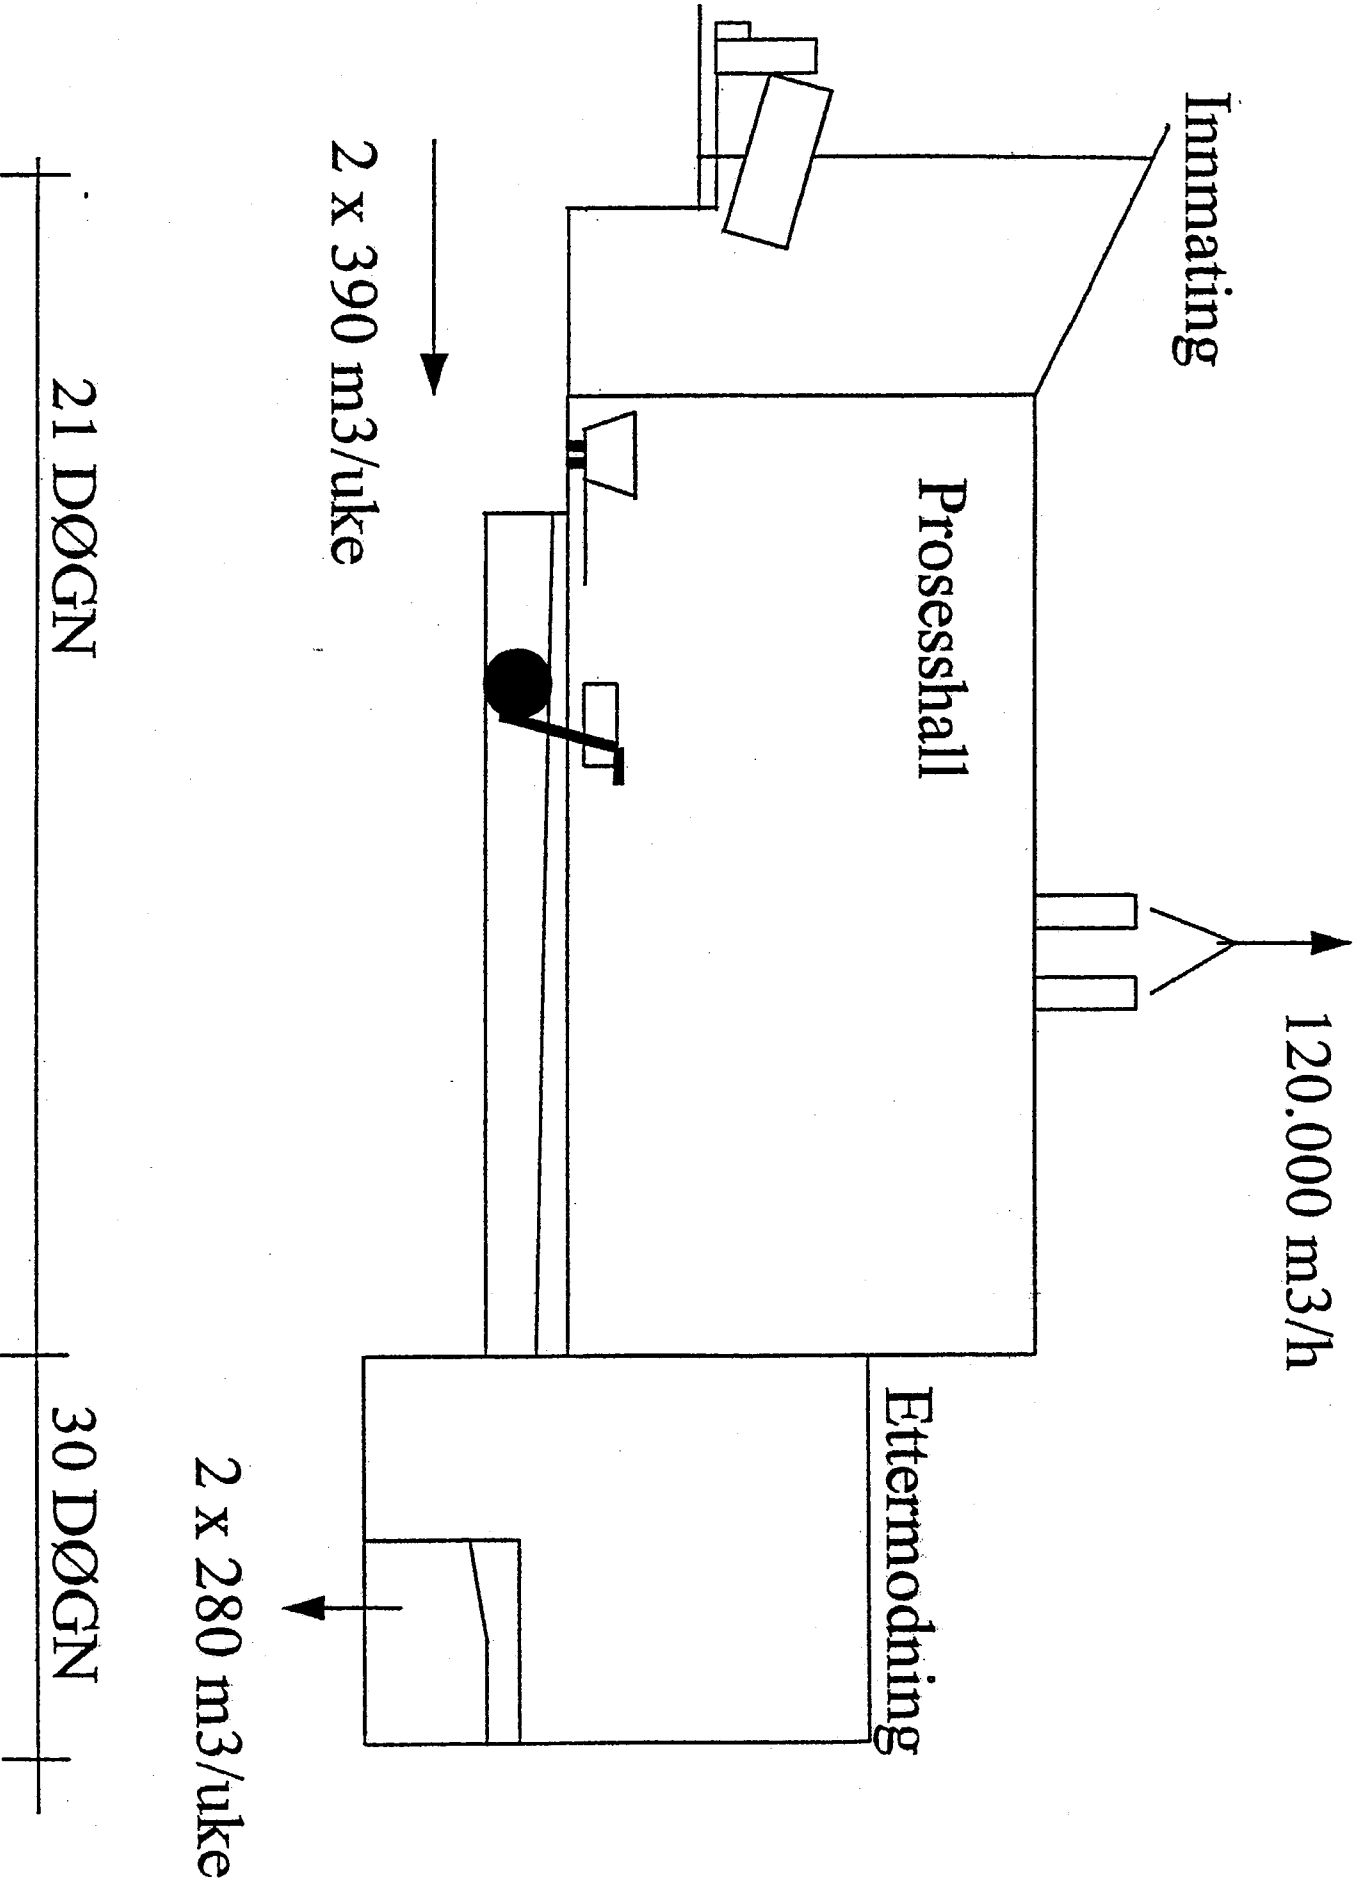 120.000 m3/h
Innmating
Prosesshall
Ettermodning
2 x 390 m3/uke
2 x 280 m3/uke
21 DØGN
30 DØGN